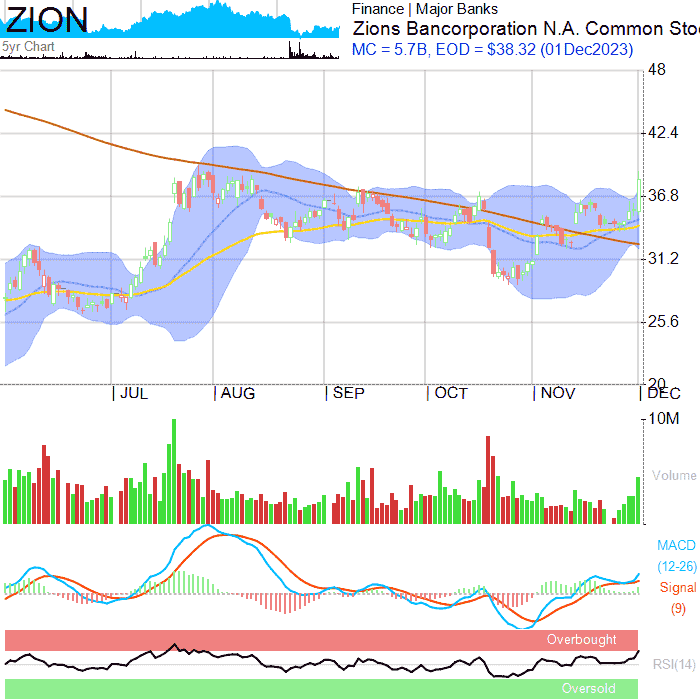 ZION
5yr Chart
Finance | Major Banks
Zions Bancorporation N.A. Common Sto
MC = 5.7B, EOD = $38.32 (01Dec2023)
48
42.4
36.8
31.2
25.6
20
JUL
AUG
SEP
OCT
NOV
DEC
10M
Volume
MACD
(12-26)
Signal
(9)
Overbought
RSI(14)
Oversold